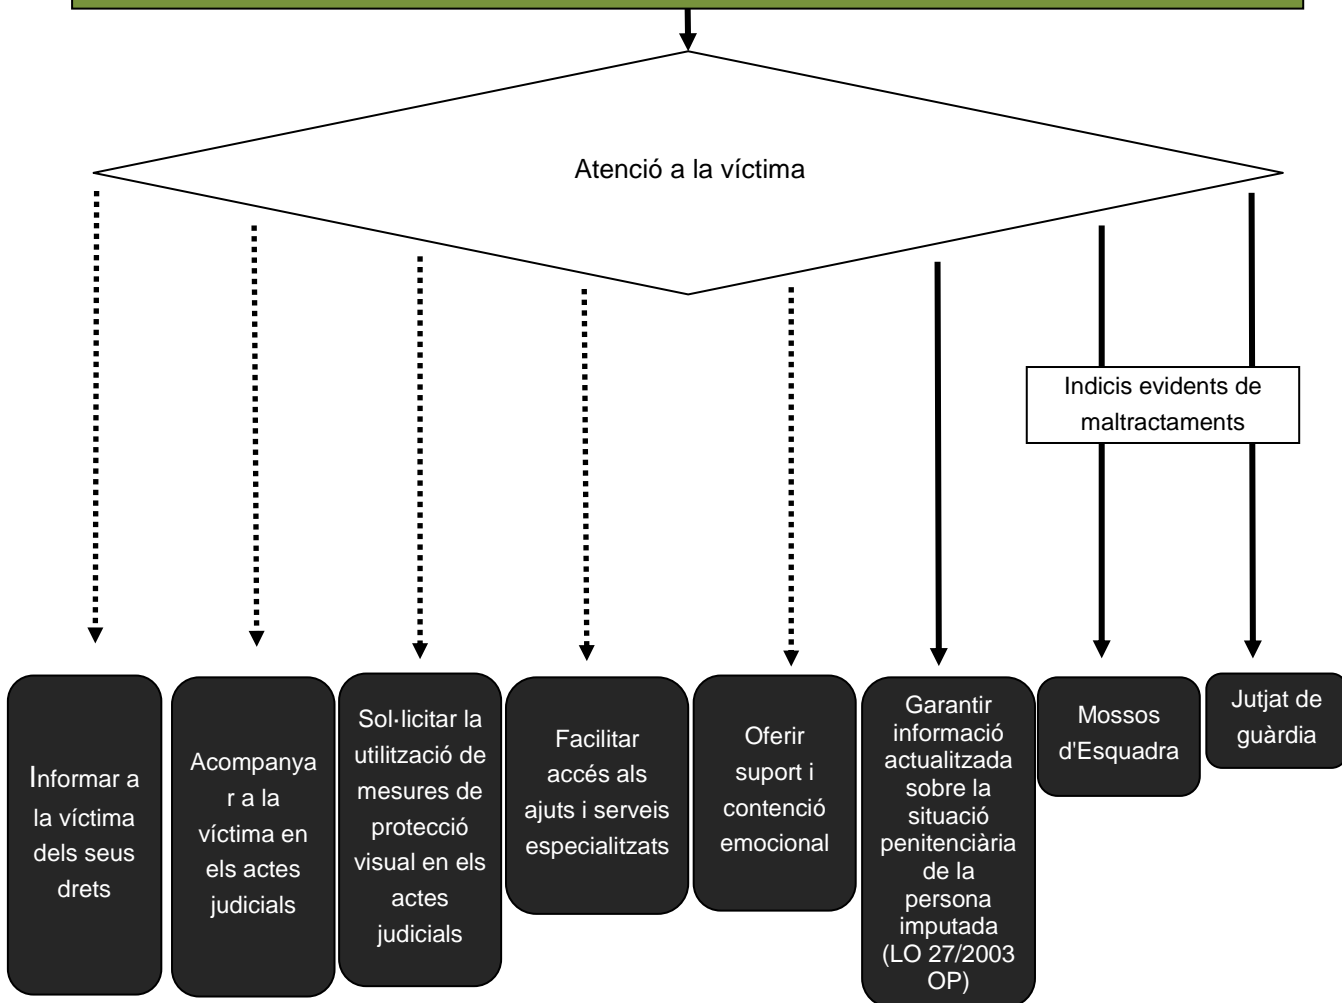 Atenció a la víctima
Indicis evidents de
maltractaments
Informar a
la víctima
dels seus
drets
Acompanya
r a la
víctima en
els actes
judicials
Sol·licitar la
utilització de
mesures de
protecció
visual en els
actes
judicials
Facilitar
accés als
ajuts i serveis
especialitzats
Oferir
suport i
contenció
emocional
Garantir
informació
actualitzada
sobre la
situació
penitenciària
de la
persona
imputada
(LO 27/2003
OP)
Mossos
d'Esquadra
Jutjat de
guàrdia